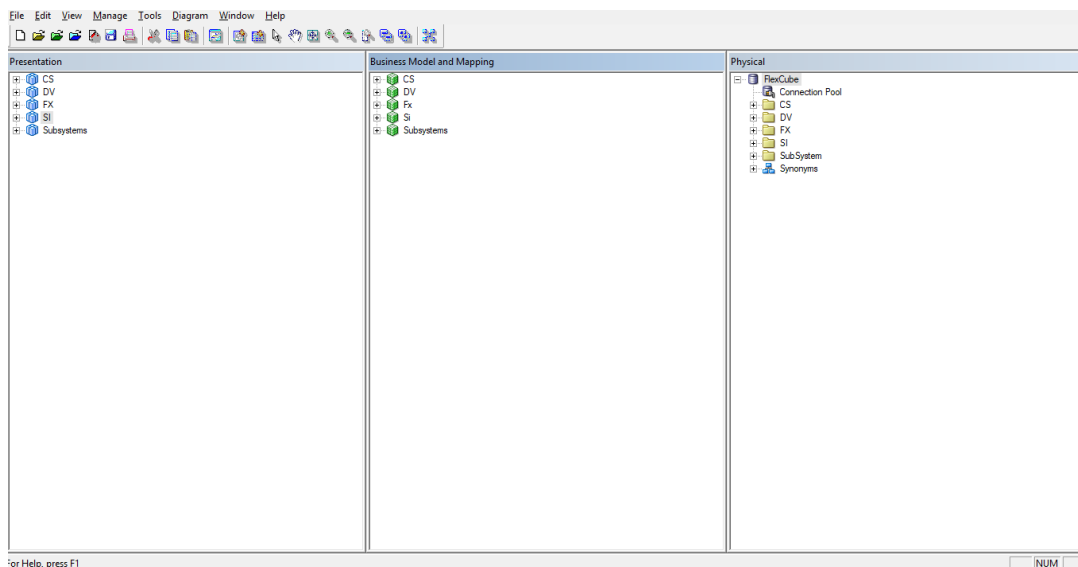 File Edit View Manage Tools Diagram Window Help
Presentation
CS
DV
FX
SI
Subsystems
Business Model and Mapping
CS
DV
Fx
Si
Subsystems
Physical
FlexCube
Connection Pool
CS
DV
FX
SI
SubSystem
Synonyms
For Help, press F1
NUM